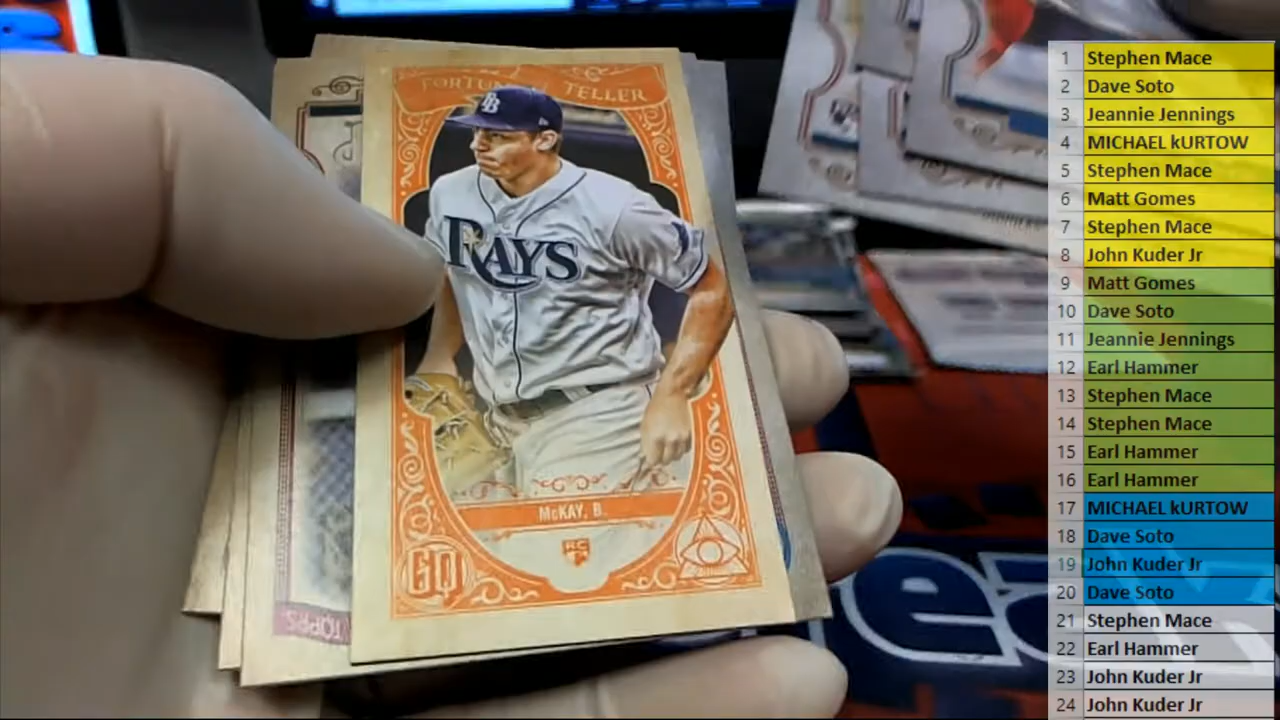 FORTUNE TELLER
RAYS
McKAY, B.
RC
GQ
TOPPS
1 Stephen Mace
2 Dave Soto
3 Jeannie Jennings
4 MICHAEL kURTOW
5 Stephen Mace
6 Matt Gomes
7 Stephen Mace
8 John Kuder Jr
9 Matt Gomes
10 Dave Soto
11 Jeannie Jennings
12 Earl Hammer
13 Stephen Mace
14 Stephen Mace
15 Earl Hammer
16 Earl Hammer
17 MICHAEL kURTOW
18 Dave Soto
19 John Kuder Jr
20 Dave Soto
21 Stephen Mace
22 Earl Hammer
23 John Kuder Jr
24 John Kuder Jr